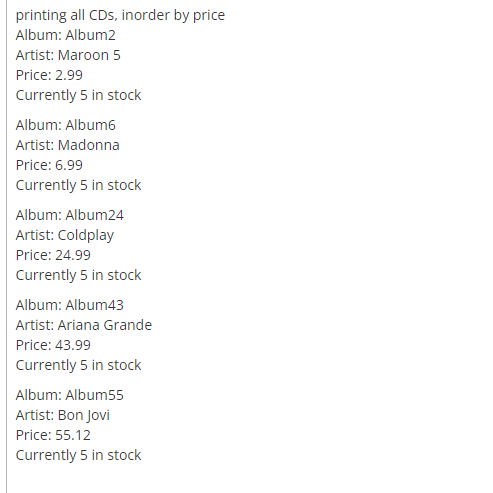 printing all CDs, inorder by price
Album: Album2
Artist: Maroon 5
Price: 2.99
Currently 5 in stock
Album: Album6
Artist: Madonna
Price: 6.99
Currently 5 in stock
Album: Album24
Artist: Coldplay
Price: 24.99
Currently 5 in stock
Album: Album43
Artist: Ariana Grande
Price: 43.99
Currently 5 in stock
Album: Album55
Artist: Bon Jovi
Price: 55.12
Currently 5 in stock